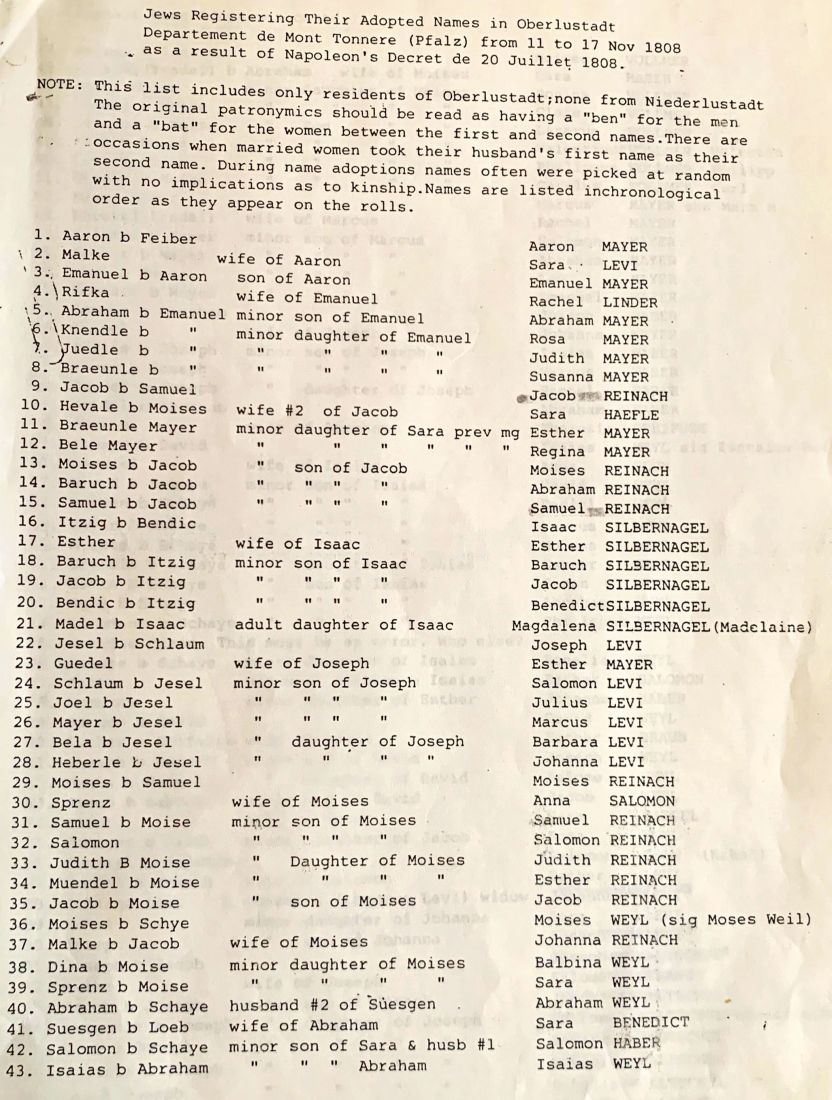 Jews Registering Their Adopted Names in Oberlustadt
Departement de Mont Tonnere (Pfalz) from 11 to 17 Nov 1808
as a result of Napoleon's Decret de 20 Juillet 1808.
NOTE: This list includes only residents of Oberlustadt;none from Niederlustadt
The original patronymics should be read as having a "ben" for the men
and a "bat" for the women between the first and second names.There are
occasions when married women took their husband's first name as their
second name. During name adoptions names often were picked at random
with no implications as to kinship.Names are listed inchronological
order as they appear on the rolls.
1. Aaron b Feiber Aaron MAYER
2. Malke wife of Aaron Sara LEVI
3. Emanuel b Aaron son of Aaron Emanuel MAYER
4. Rifka wife of Emanuel Rachel LINDER
5. Abraham b Emanuel minor son of Emanuel Abraham MAYER
6. Knendle b " minor daughter of Emanuel Rosa MAYER
7. Juedle b " " " " " Judith MAYER
8. Braeunle b " " " " " Susanna MAYER
9. Jacob b Samuel Jacob REINACH
10. Hevale b Moises wife #2 of Jacob Sara HAEFLE
11. Braeunle Mayer minor daughter of Sara prev mg Esther MAYER
12. Bele Mayer " " " " " " Regina MAYER
13. Moises b Jacob " son of Jacob Moises REINACH
14. Baruch b Jacob " " " " Abraham REINACH
15. Samuel b Jacob " " " " Samuel REINACH
16. Itzig b Bendic Isaac SILBERNAGEL
17. Esther wife of Isaac Esther SILBERNAGEL
18. Baruch b Itzig minor son of Isaac Baruch SILBERNAGEL
19. Jacob b Itzig " " " " Jacob SILBERNAGEL
20. Bendic b Itzig " " " " BenedictSILBERNAGEL
21. Madel b Isaac adult daughter of Isaac Magdalena SILBERNAGEL(Madelaine)
22. Jesel b Schlaum Joseph LEVI
23. Guedel wife of Joseph Esther MAYER
24. Schlaum b Jesel minor son of Joseph Salomon LEVI
25. Joel b Jesel " " " " Julius LEVI
26. Mayer b Jesel " " " " Marcus LEVI
27. Bela b Jesel " daughter of Joseph Barbara LEVI
28. Heberle b Jesel " " " " Johanna LEVI
29. Moises b Samuel Moises REINACH
30. Sprenz wife of Moises Anna SALOMON
31. Samuel b Moise minor son of Moises Samuel REINACH
32. Salomon " " " " Salomon REINACH
33. Judith B Moise " Daughter of Moises Judith REINACH
34. Muendel b Moise " " " " Esther REINACH
35. Jacob b Moise " son of Moises Jacob REINACH
36. Moises b Schye Moises WEYL (sig Moses Weil)
37. Malke b Jacob wife of Moises Johanna REINACH
38. Dina b Moise minor daughter of Moises Balbina WEYL
39. Sprenz b Moise " " " " Sara WEYL
40. Abraham b Schaye husband #2 of Suesgen Abraham WEYL
41. Suesgen b Loeb wife of Abraham Sara BENEDICT
42. Salomon b Schaye minor son of Sara & husb #1 Salomon HABER
43. Isaias b Abraham " " " Abraham Isaias WEYL